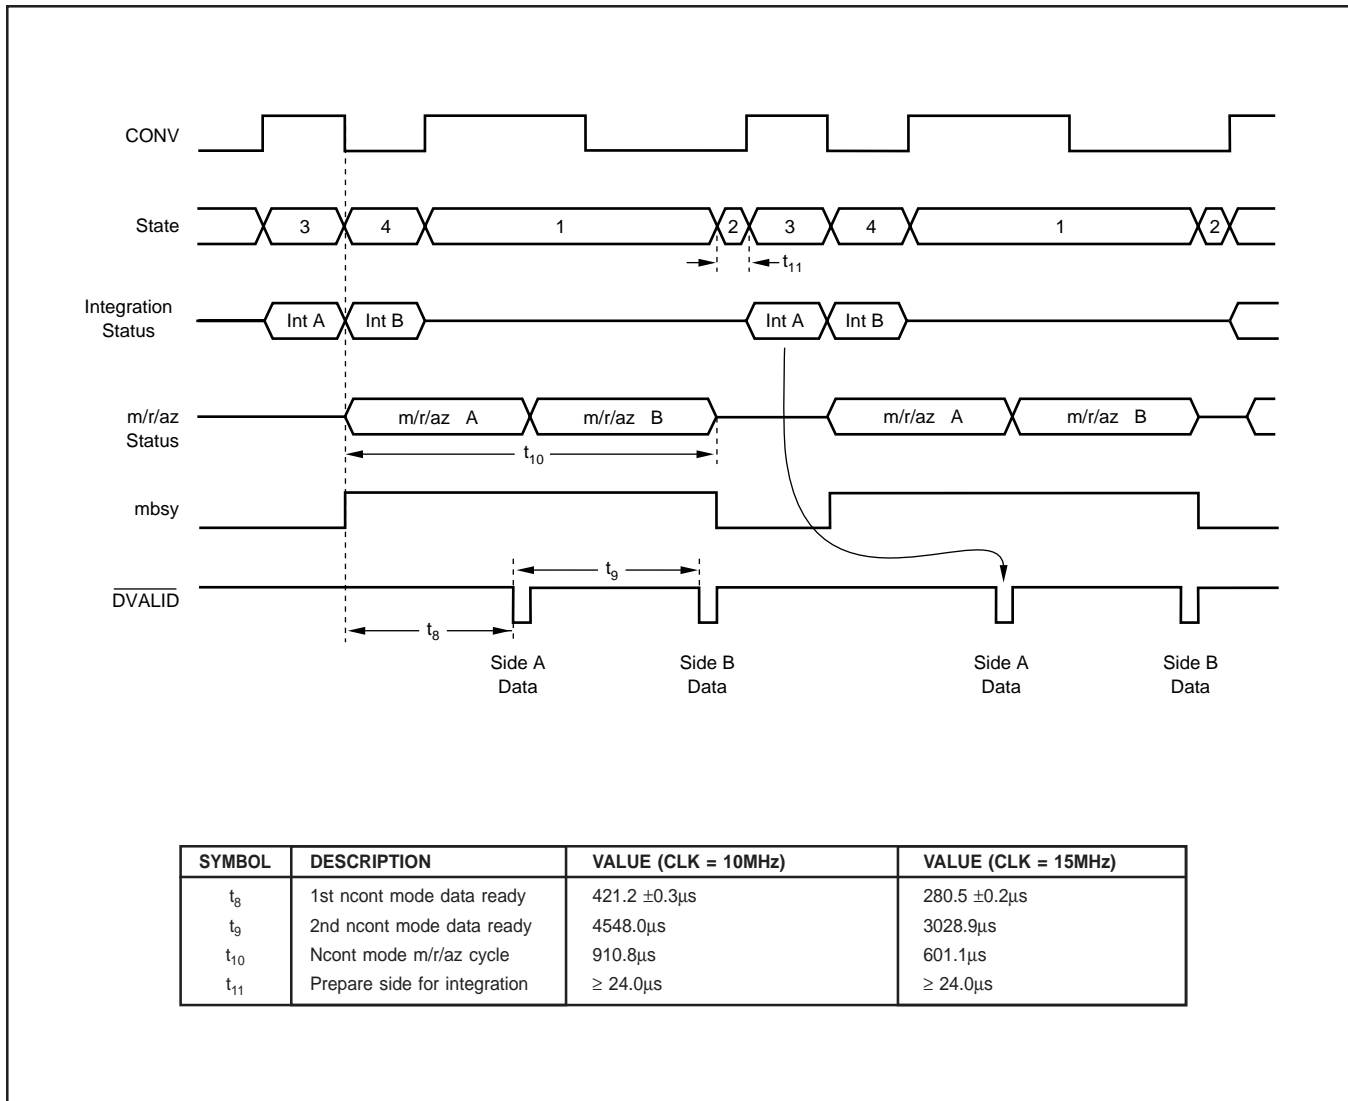 CONV
State
3
4
1
2
3
4
1
2
t11
Integration
Status
Int A
Int B
Int A
Int B
m/r/az
Status
m/r/az A
m/r/az B
m/r/az A
m/r/az B
t10
mbsy
DVALID
t9
t8
Side A
Data
Side B
Data
Side A
Data
Side B
Data
SYMBOL DESCRIPTION VALUE (CLK = 10MHz) VALUE (CLK = 15MHz)
t8 1st ncont mode data ready 421.2 ±0.3μs 280.5 ±0.2μs
t9 2nd ncont mode data ready 4548.0μs 3028.9μs
t10 Ncont mode m/r/az cycle 910.8μs 601.1μs
t11 Prepare side for integration ≥ 24.0μs ≥ 24.0μs